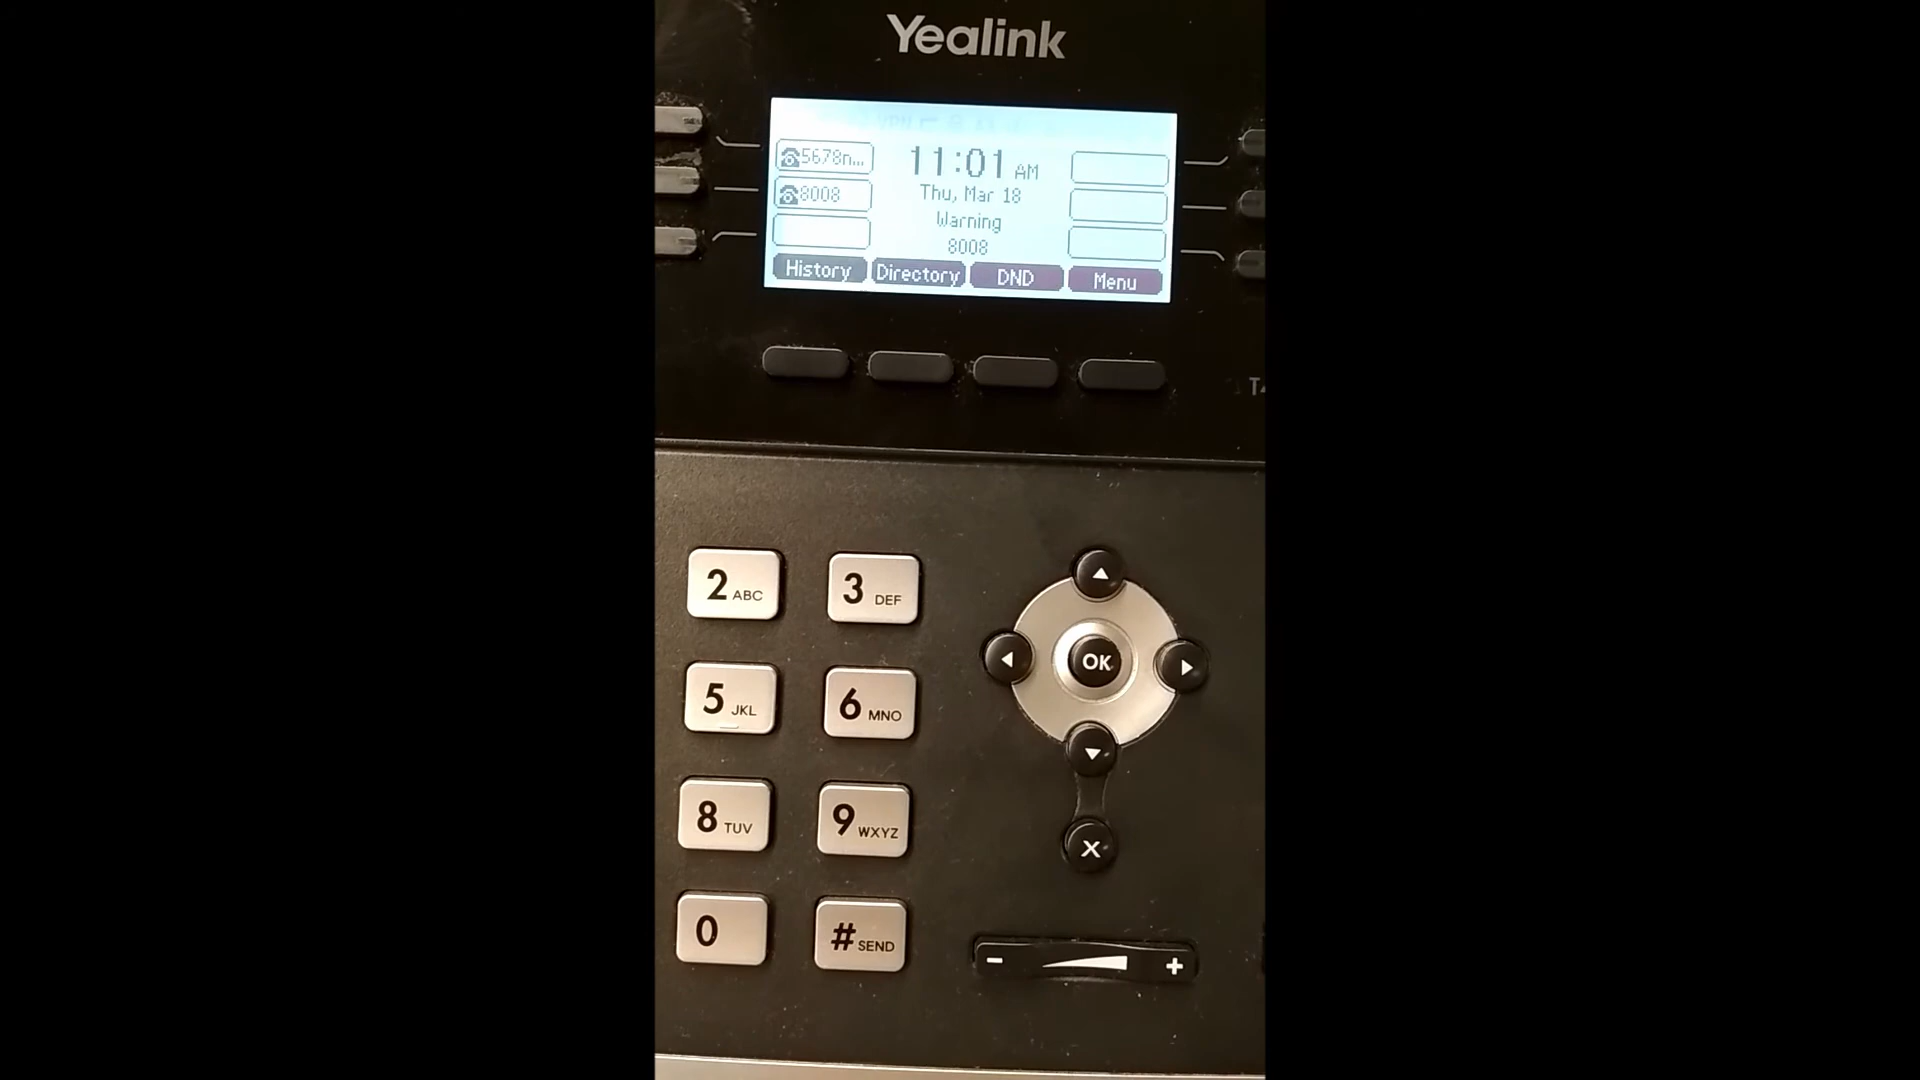 Yealink
5678n...
11:01 AM
8008
Thu, Mar 18
Warning
8008
History Directory DND Menu
2 ABC
3 DEF
OK
5 JKL
6 MNO
8 TUV
9 WXYZ
X
0
# SEND
- +